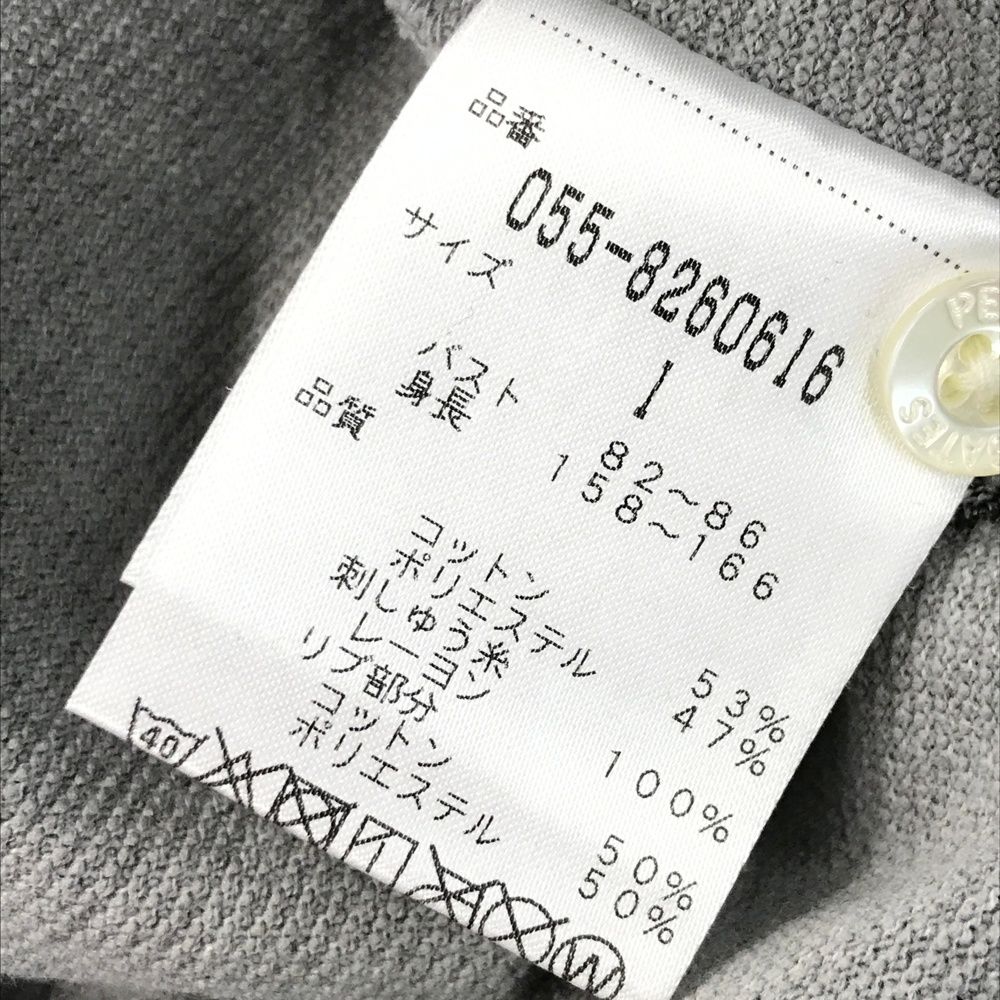 品番
055-8260616
サイズ
1
バスト 82～86
身長 158～166
品質
コットン 53%
ポリエステル 47%
刺しゅう糸
レーヨン 100%
リブ部分
コットン 50%
ポリエステル 50%
40
W